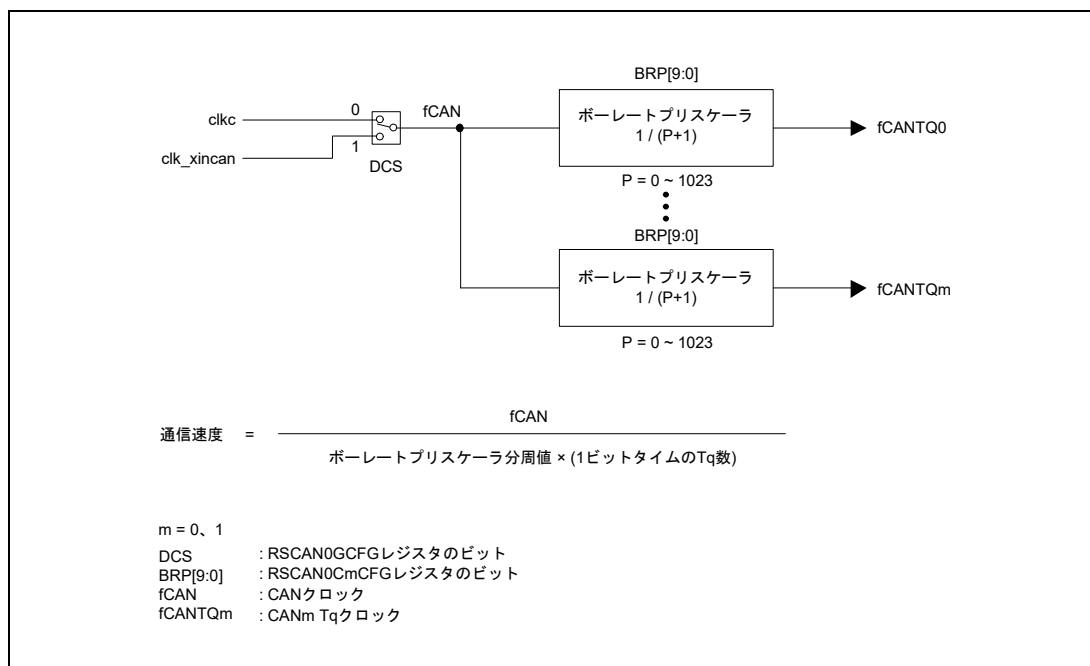 BRP[9:0]
clkc
0
fCAN
ボーレートプリスケーラ
1 / (P+1)
fCANTQ0
clk_xincan
1
DCS
P = 0 ~ 1023
BRP[9:0]
ボーレートプリスケーラ
1 / (P+1)
fCANTQm
P = 0 ~ 1023
fCAN
通信速度 =
ボーレートプリスケーラ分周値 × (1ビットタイムのTq数)
m = 0、1
DCS : RSCAN0GCFGレジスタのビット
BRP[9:0] : RSCAN0CmCFGレジスタのビット
fCAN : CANクロック
fCANTQm : CANm Tqクロック